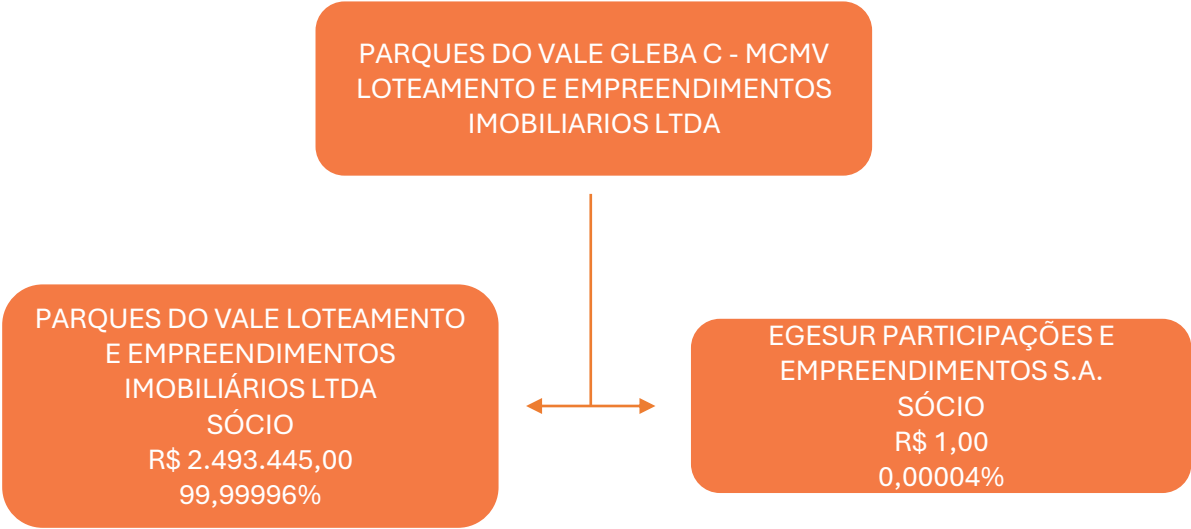 PARQUES DO VALE GLEBA C - MCMV
LOTEAMENTO E EMPREENDIMENTOS
IMOBILIARIOS LTDA
PARQUES DO VALE LOTEAMENTO
E EMPREENDIMENTOS
IMOBILIÁRIOS LTDA
SÓCIO
R$ 2.493.445,00
99,99996%
EGESUR PARTICIPAÇÕES E
EMPREENDIMENTOS S.A.
SÓCIO
R$ 1,00
0,00004%